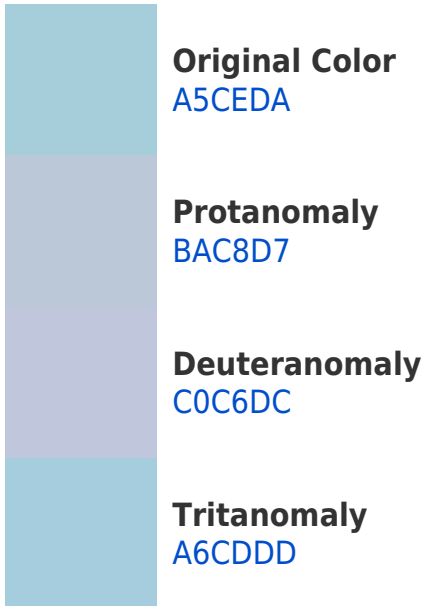 Original Color
A5CEDA
Protanomaly
BAC8D7
Deuteranomaly
C0C6DC
Tritanomaly
A6CDDD